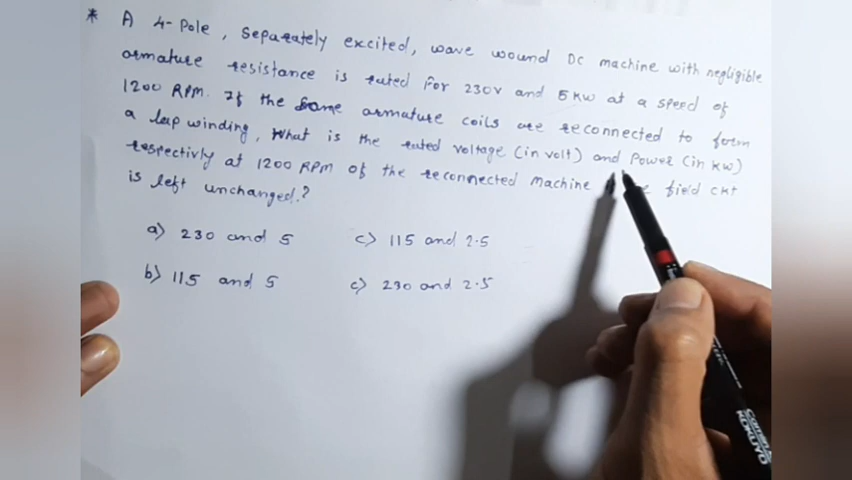 * A 4-Pole, Separately excited, wave wound DC machine with negligible
armature resistance is rated For 230V and 5KW at a speed of
1200 RPM. If the Same armature coils are reconnected to form
a lap winding, What is the rated voltage (in volt) and Power (in kw)
respectivly at 1200 RPM of the reconnected Machine field ckt
is left unchanged.?
a) 230 and 5 c) 115 and 2.5
b) 115 and 5 c) 230 and 2.5
KOKUYO